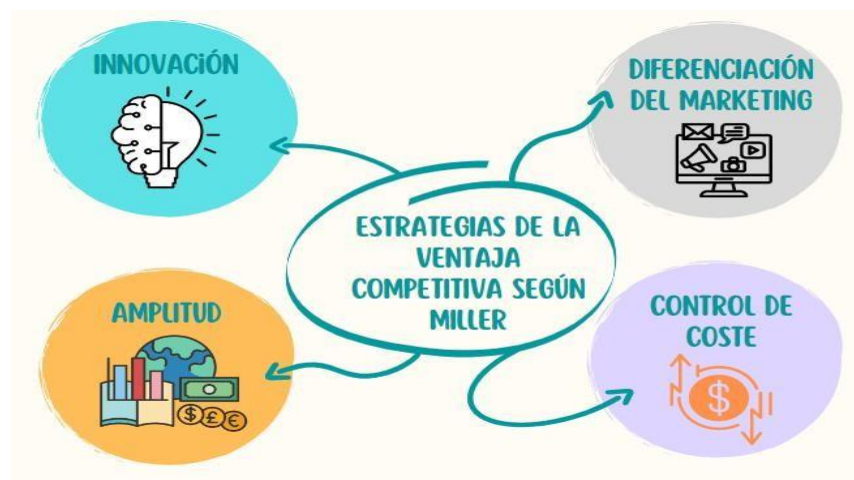 INNOVACIÓN
DIFERENCIACIÓN
DEL MARKETING
ESTRATEGIAS DE LA
VENTAJA
COMPETITIVA SEGÚN
MILLER
AMPLITUD
$££
CONTROL DE
COSTE
$